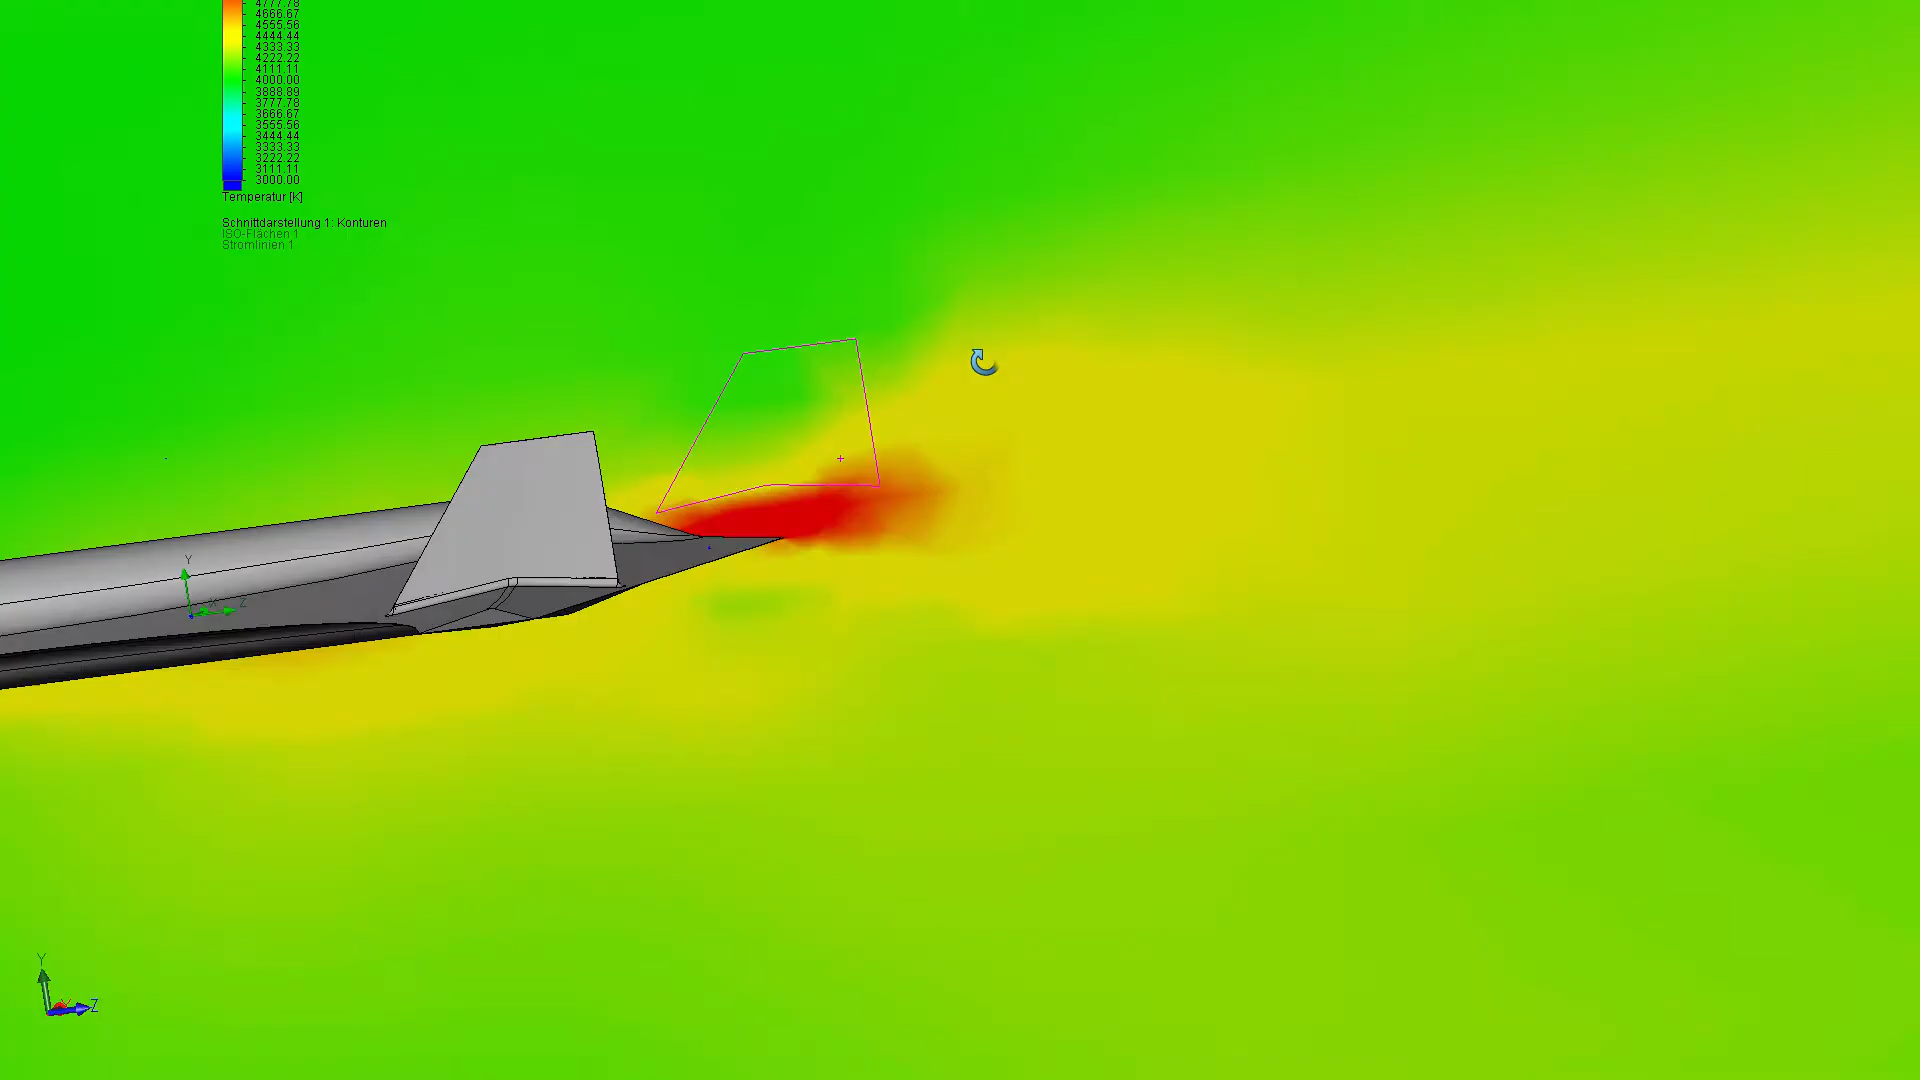 4777.78
4666.67
4555.56
4444.44
4333.33
4222.22
4111.11
4000.00
3888.89
3777.78
3666.67
3555.56
3444.44
3333.33
3222.22
3111.11
3000.00
Temperatur [K]
Schnittdarstellung 1: Konturen
ISO-Flächen 1
Stromlinien 1
Y
X Z
Y
X Z